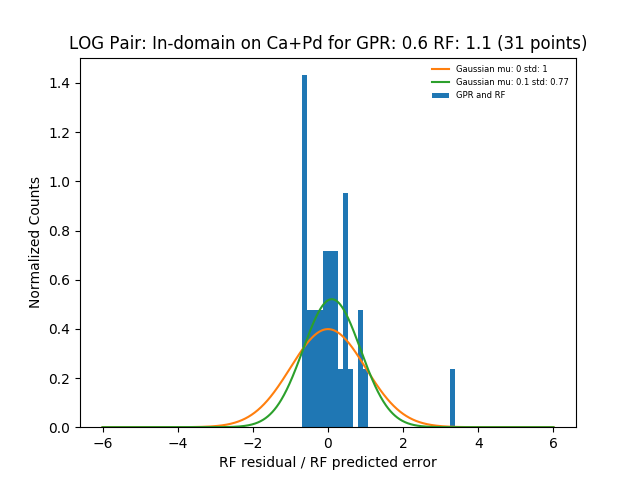 LOG Pair: In-domain on Ca+Pd for GPR: 0.6 RF: 1.1 (31 points)
Gaussian mu: 0 std: 1
Gaussian mu: 0.1 std: 0.77
GPR and RF
Normalized Counts
1.4
1.2
1.0
0.8
0.6
0.4
0.2
0.0
−6 −4 −2 0 2 4 6
RF residual / RF predicted error